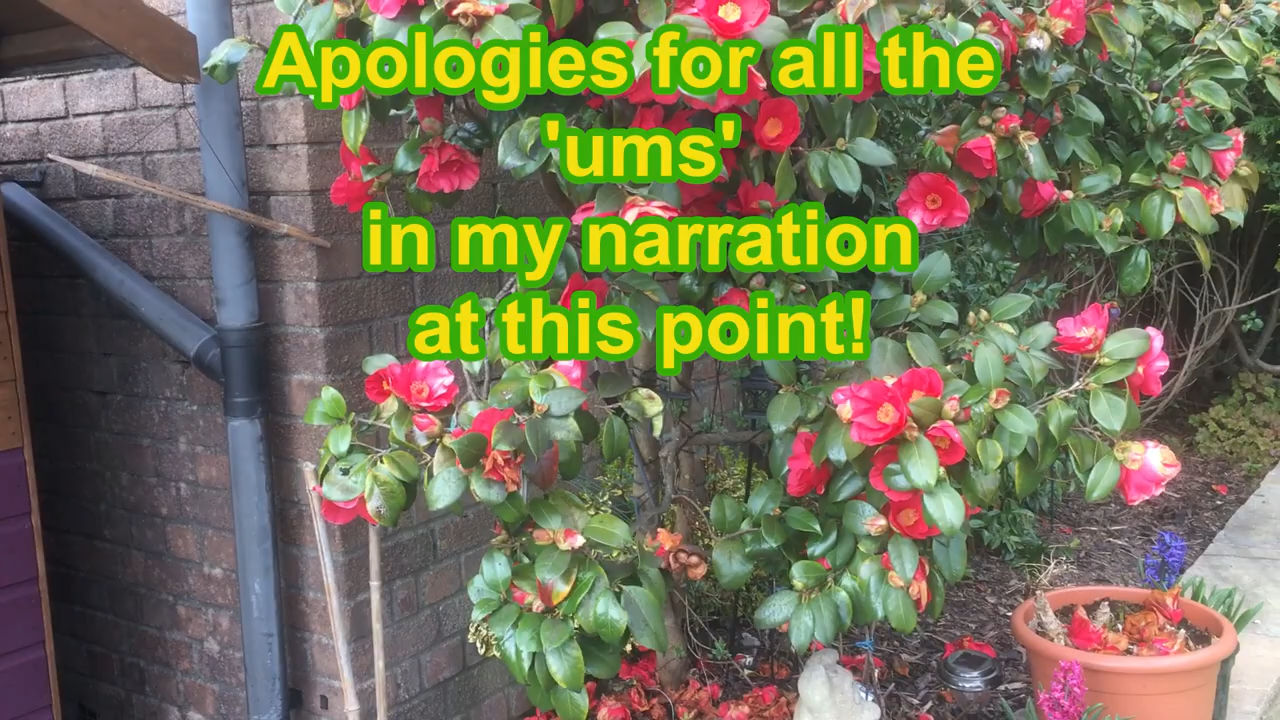 Apologies for all the
'ums'
in my narration
at this point!